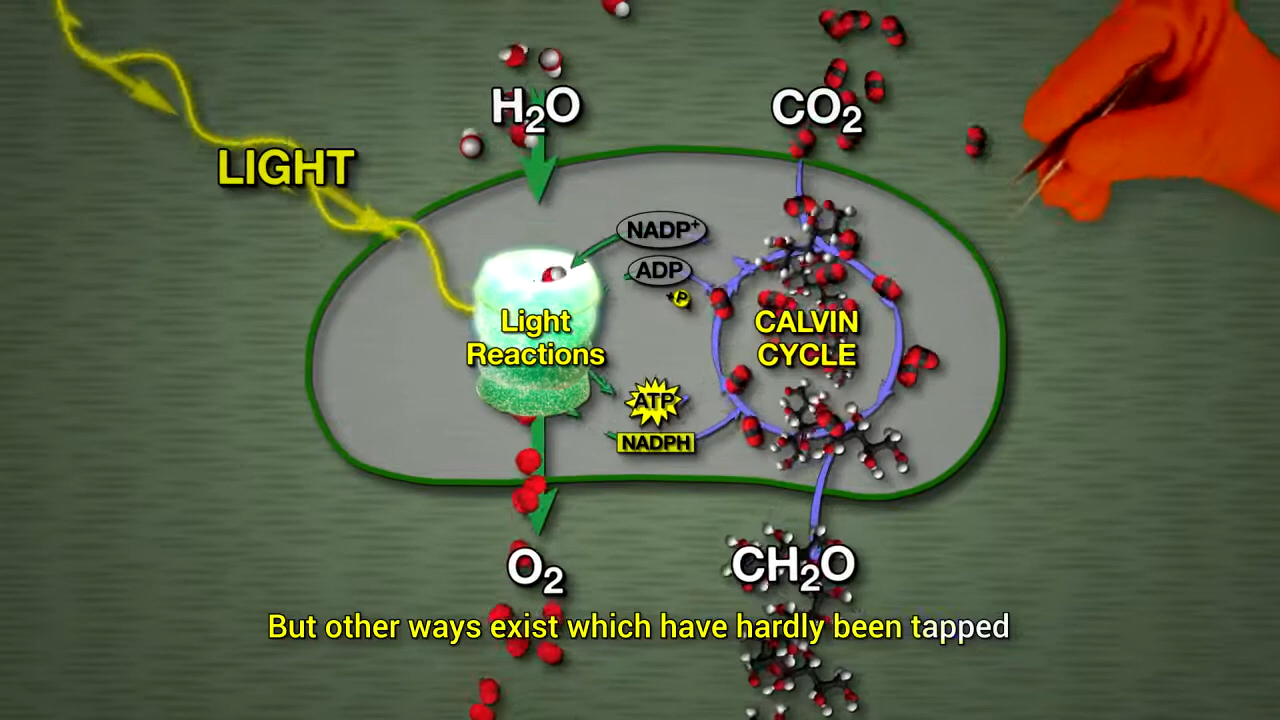 H₂O
CO₂
LIGHT
NADP⁺
ADP
P
Light
Reactions
CALVIN
CYCLE
ATP
NADPH
O₂
CH₂O
But other ways exist which have hardly been tapped